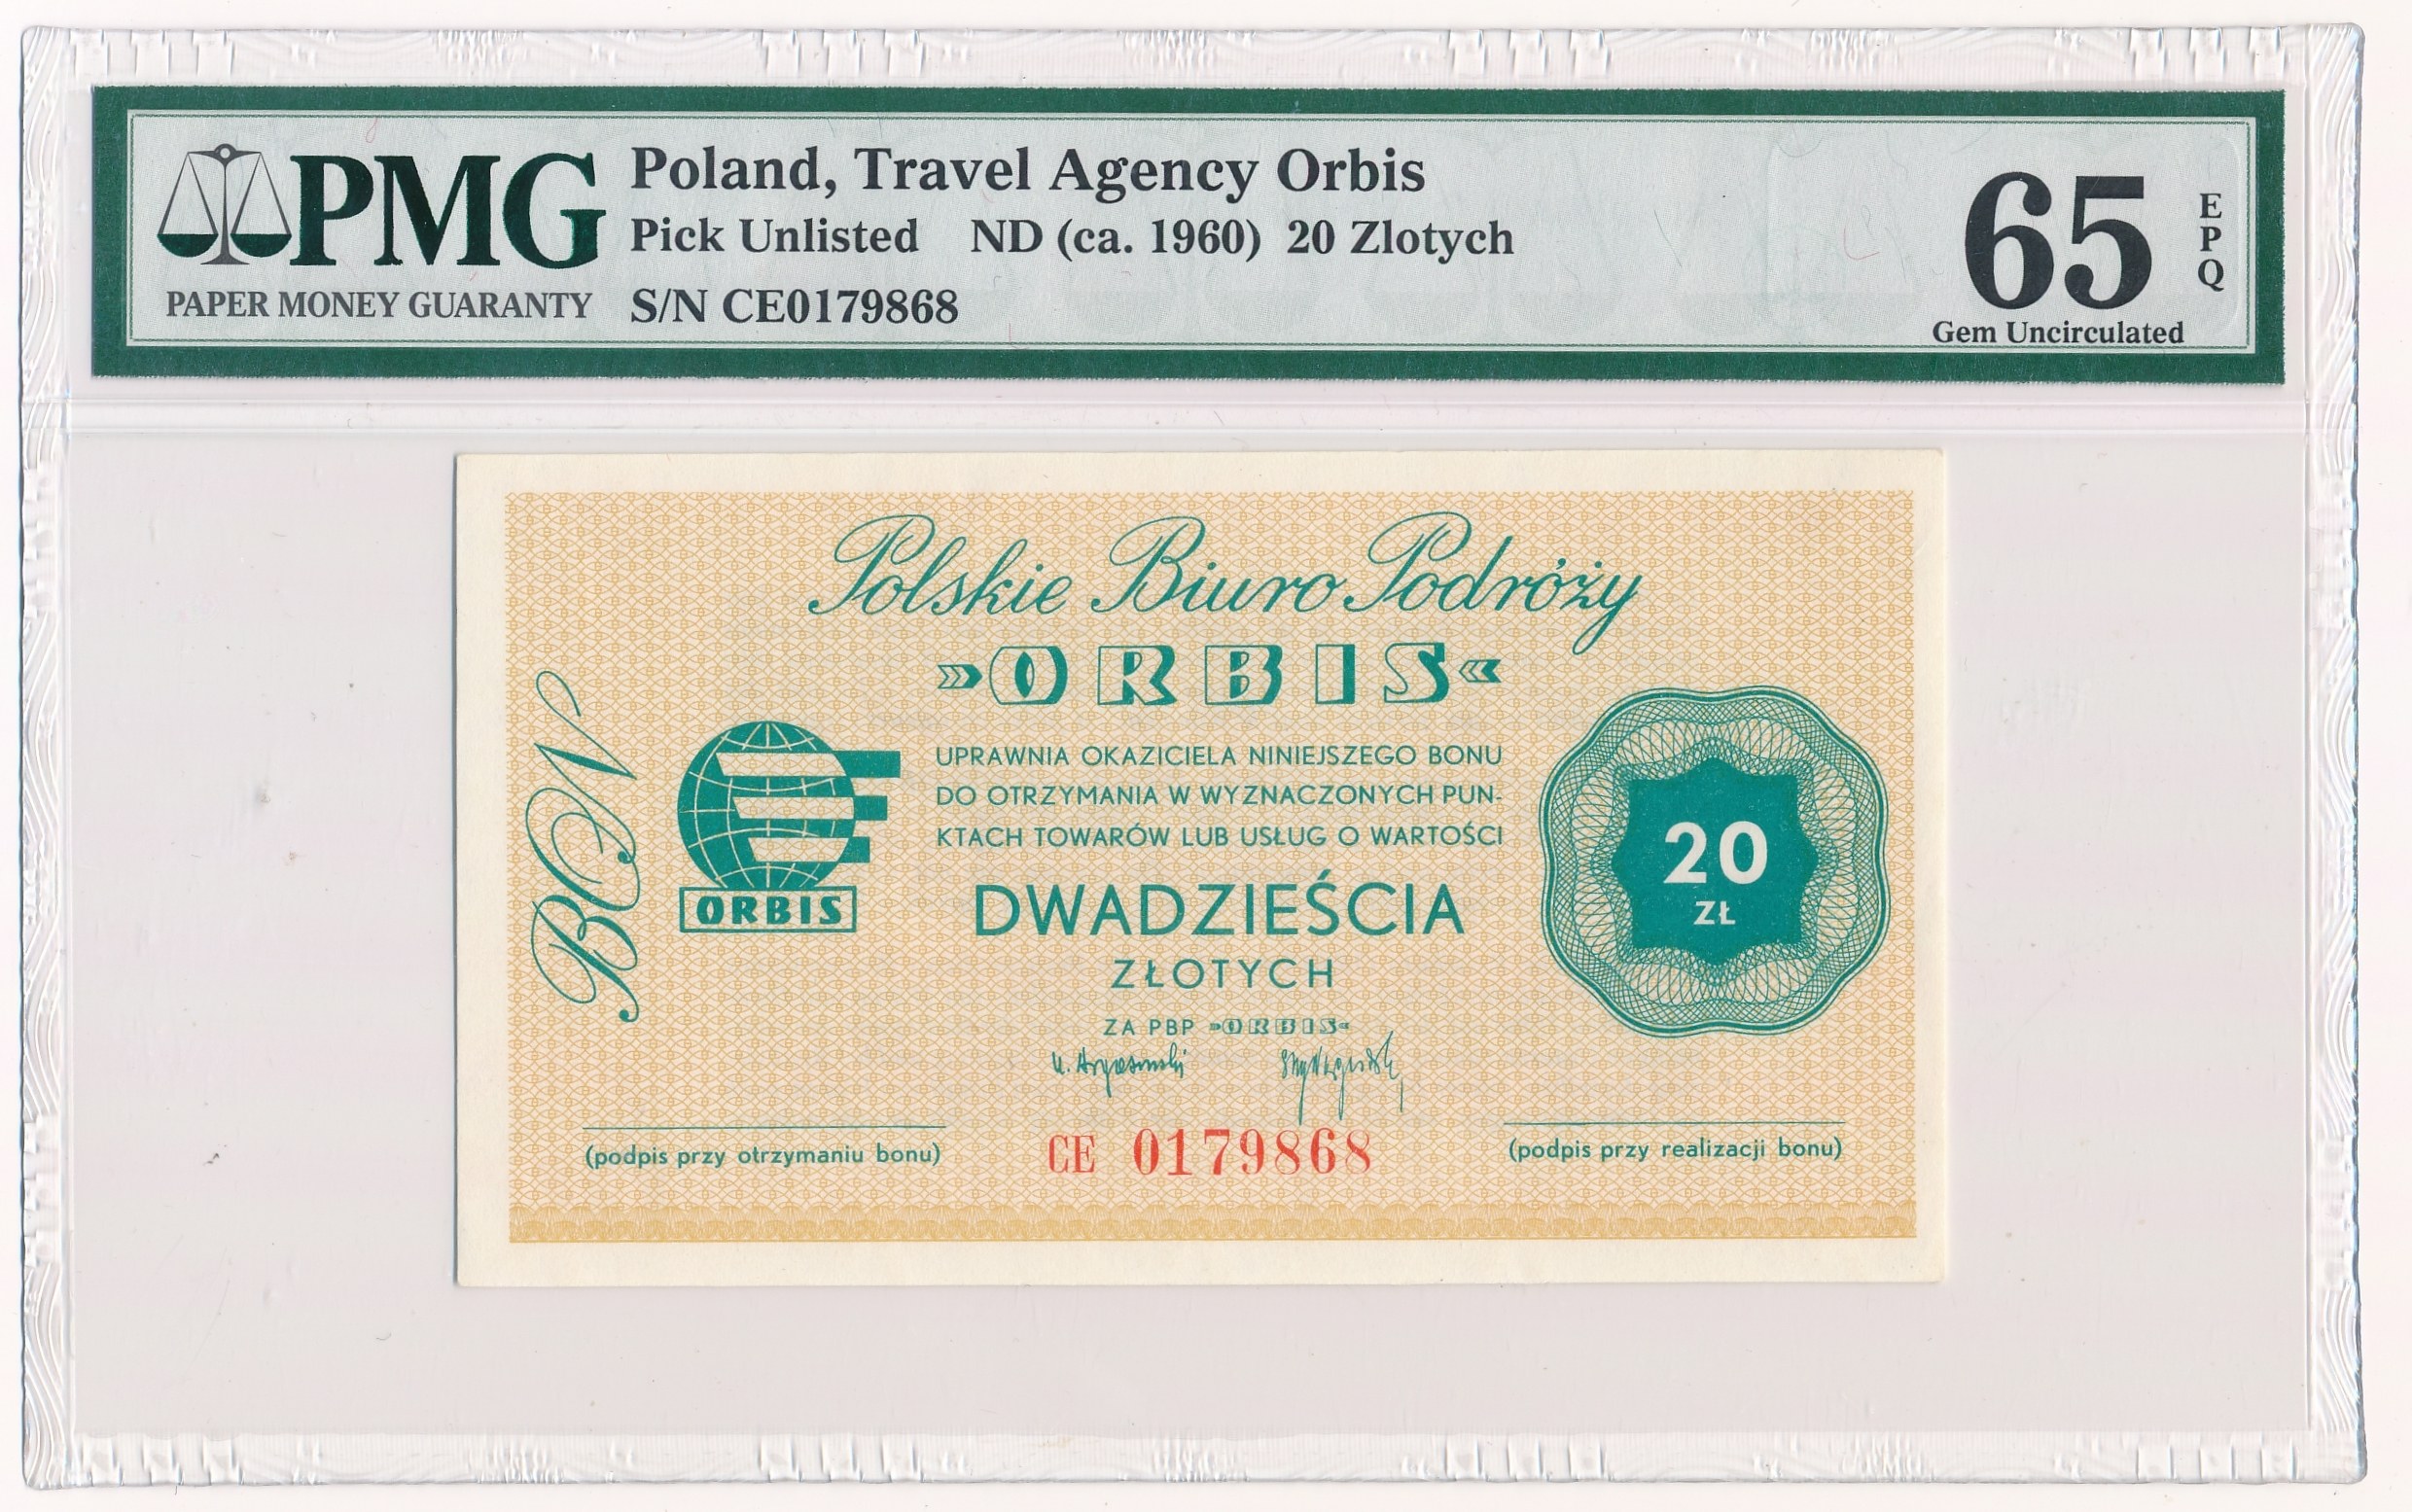 PMG
PAPER MONEY GUARANTY
Poland, Travel Agency Orbis
Pick Unlisted ND (ca. 1960) 20 Zlotych
S/N CE0179868
65
EPQ
Gem Uncirculated
Polskie Biuro Podróży
»ORBIS«
BON
ORBIS
UPRAWNIA OKAZICIELA NINIEJSZEGO BONU
DO OTRZYMANIA W WYZNACZONYCH PUN-
KTACH TOWARÓW LUB USŁUG O WARTOŚCI
DWADZIEŚCIA
ZŁOTYCH
20
ZŁ
ZA PBP »ORBIS«
(podpis przy otrzymaniu bonu)
CE 0179868
(podpis przy realizacji bonu)